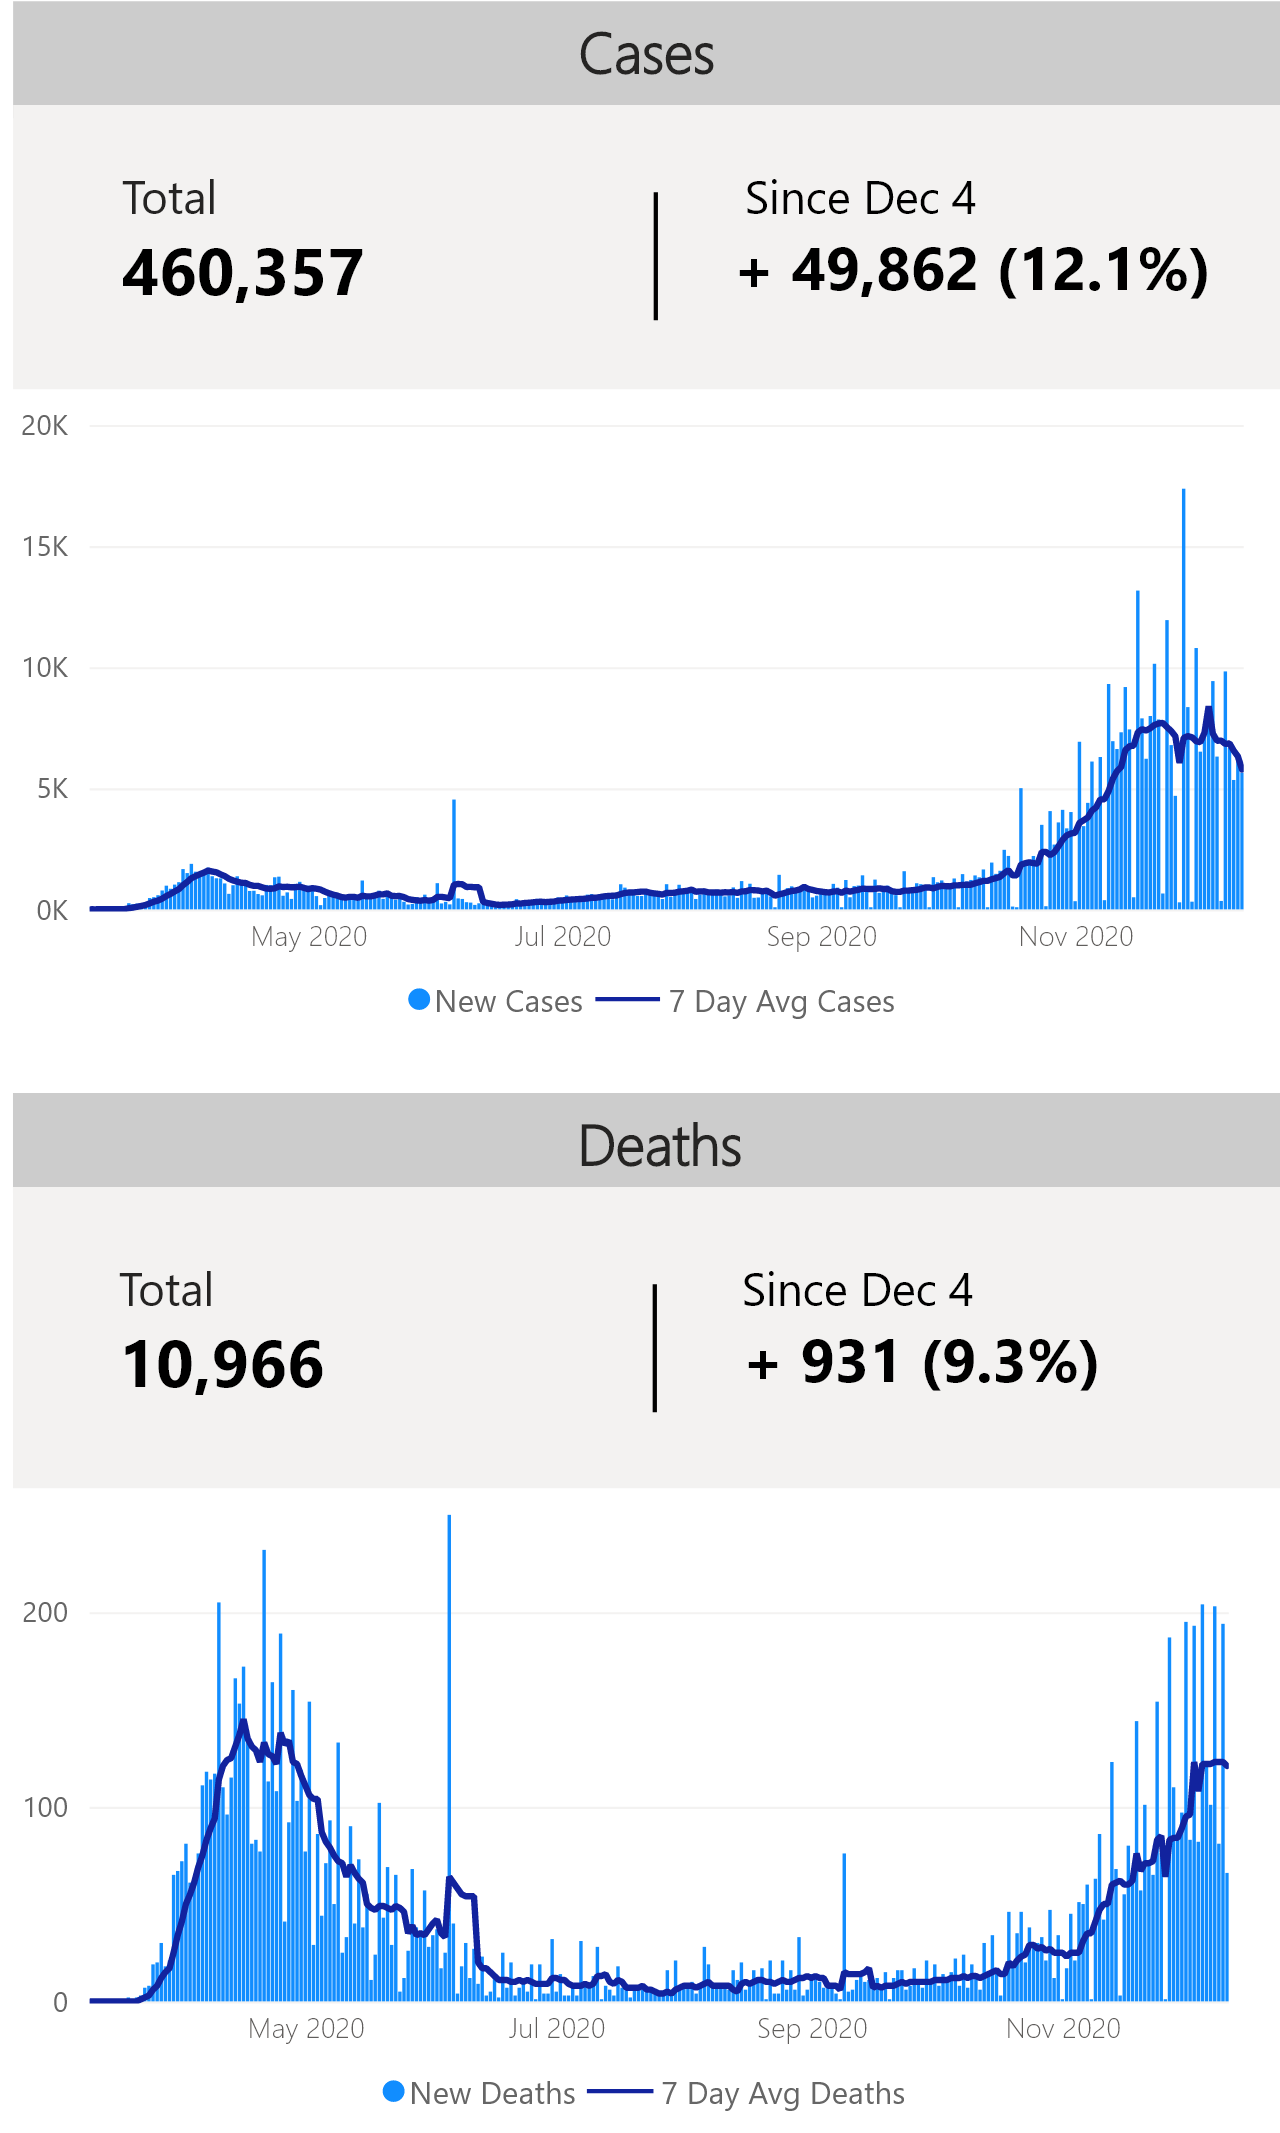 Cases
Total
Since Dec 4
460,357
+ 49,862 (12.1%)
20K
15K
10K
5K
0K
May 2020
Jul 2020
Sep 2020
Nov 2020
New Cases
7 Day Avg Cases
Deaths
Total
Since Dec 4
10,966
+ 931 (9.3%)
200
100
0
May 2020
Jul 2020
Sep 2020
Nov 2020
New Deaths
7 Day Avg Deaths